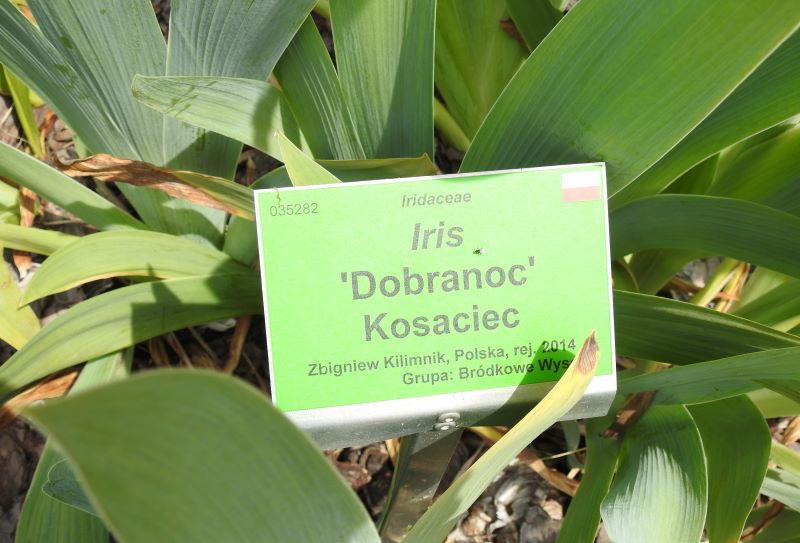 035282
Iridaceae
Iris
'Dobranoc'
Kosaciec
Zbigniew Kilimnik, Polska, rej. 2014
Grupa: Bródkowe